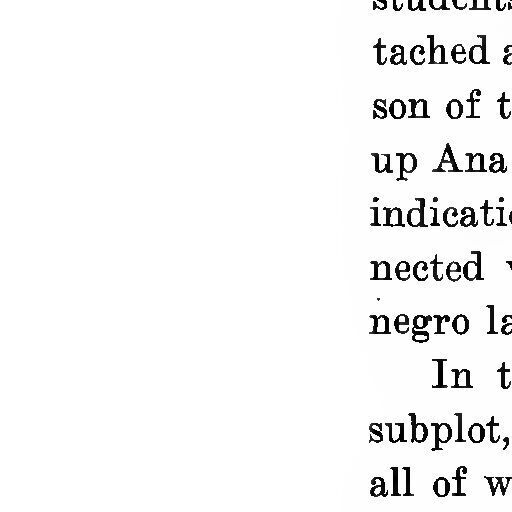 students
tached
son of
up Ana
indicati
nected
negro la
In
subplot,
all of w